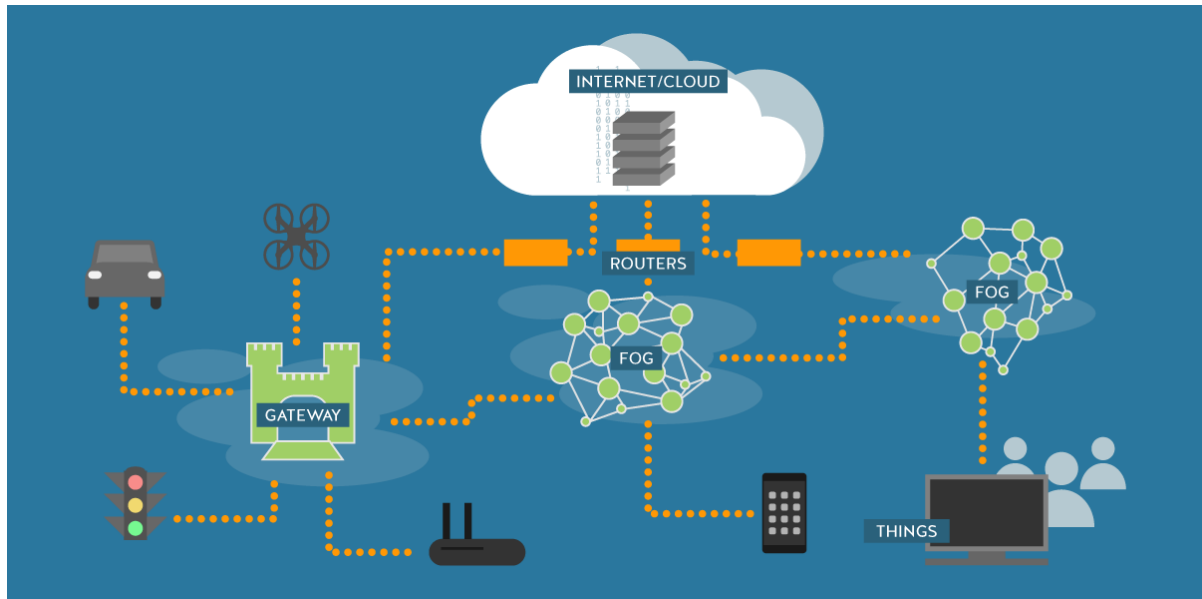 INTERNET/CLOUD
ROUTERS
FOG
FOG
GATEWAY
THINGS